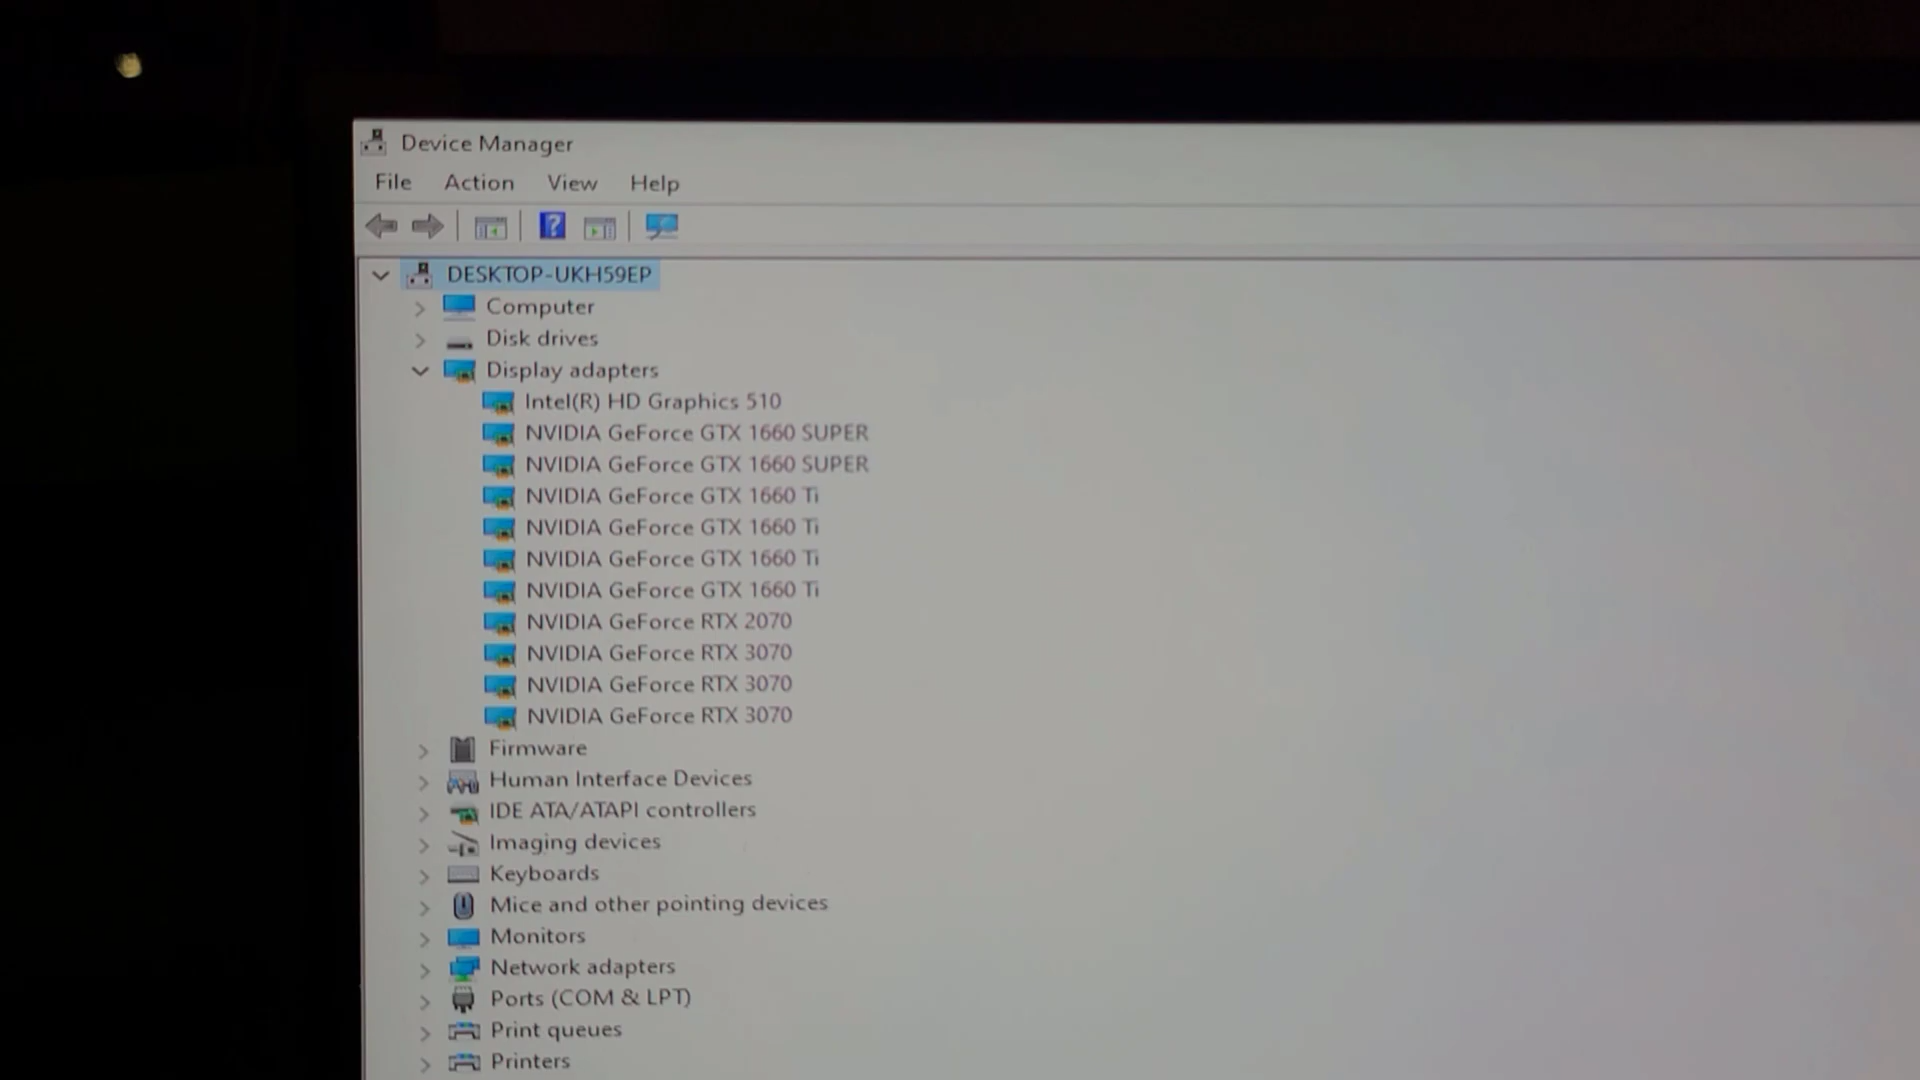 Device Manager
File Action View Help
DESKTOP-UKH59EP
Computer
Disk drives
Display adapters
Intel(R) HD Graphics 510
NVIDIA GeForce GTX 1660 SUPER
NVIDIA GeForce GTX 1660 SUPER
NVIDIA GeForce GTX 1660 Ti
NVIDIA GeForce GTX 1660 Ti
NVIDIA GeForce GTX 1660 Ti
NVIDIA GeForce GTX 1660 Ti
NVIDIA GeForce RTX 2070
NVIDIA GeForce RTX 3070
NVIDIA GeForce RTX 3070
NVIDIA GeForce RTX 3070
Firmware
Human Interface Devices
IDE ATA/ATAPI controllers
Imaging devices
Keyboards
Mice and other pointing devices
Monitors
Network adapters
Ports (COM & LPT)
Print queues
Printers